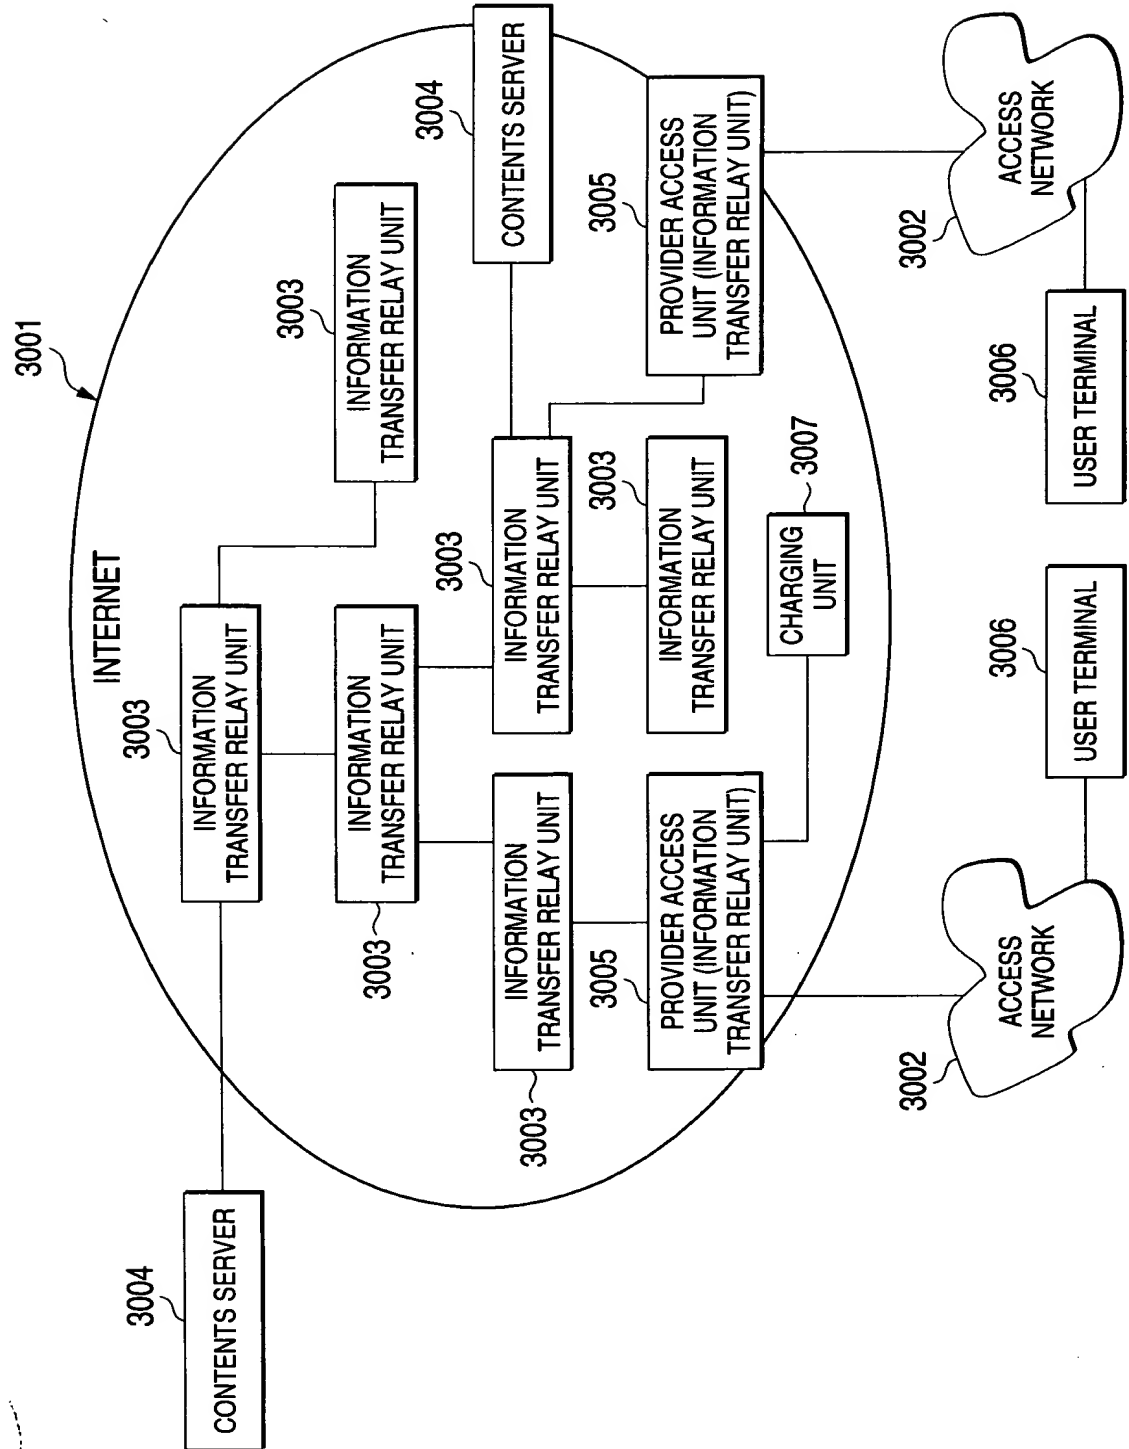 3001
INTERNET
3004
CONTENTS SERVER
3003
INFORMATION
TRANSFER RELAY UNIT
3003
INFORMATION
TRANSFER RELAY UNIT
3003
INFORMATION
TRANSFER RELAY UNIT
3004
CONTENTS SERVER
3003
INFORMATION
TRANSFER RELAY UNIT
3003
INFORMATION
TRANSFER RELAY UNIT
3003
INFORMATION
TRANSFER RELAY UNIT
3005
PROVIDER ACCESS
UNIT (INFORMATION
TRANSFER RELAY UNIT)
3005
PROVIDER ACCESS
UNIT (INFORMATION
TRANSFER RELAY UNIT)
3007
CHARGING
UNIT
3002
ACCESS
NETWORK
3006
USER TERMINAL
3006
USER TERMINAL
3002
ACCESS
NETWORK